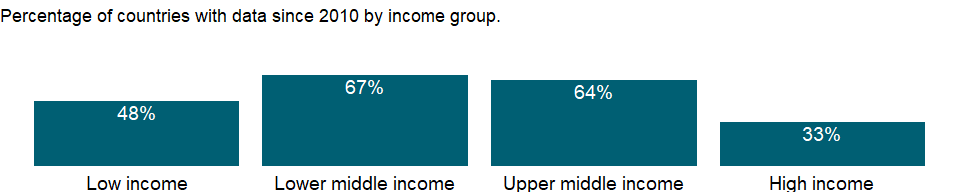 Percentage of countries with data since 2010 by income group.
48%
67%
64%
33%
Low income
Lower middle income
Upper middle income
High income